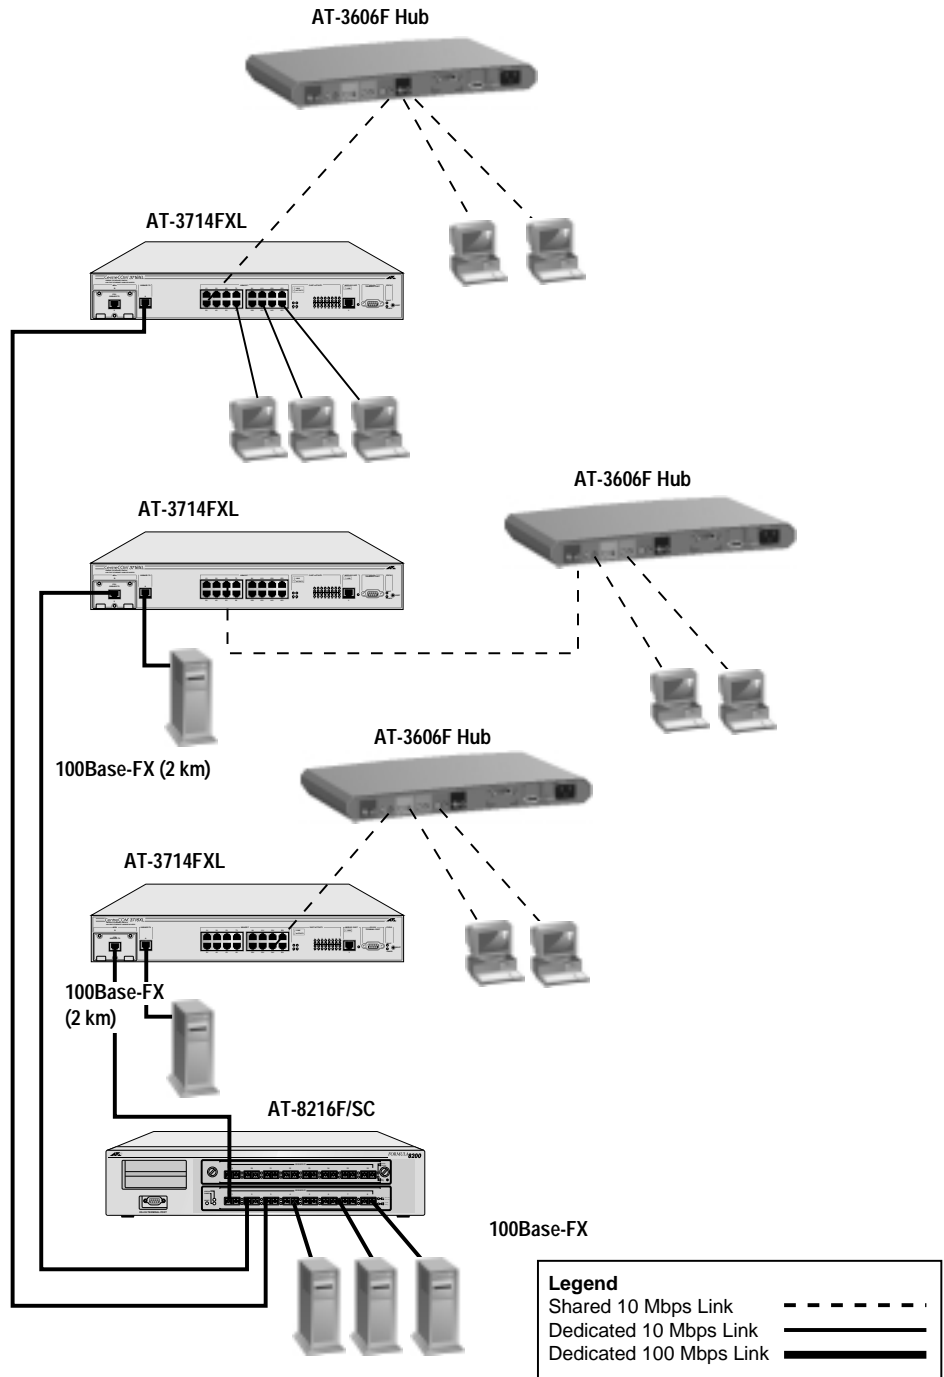 AT-3606F Hub
AT-3714FXL
AT-3606F Hub
AT-3714FXL
100Base-FX (2 km)
AT-3606F Hub
AT-3714FXL
100Base-FX
(2 km)
AT-8216F/SC
100Base-FX
Legend
Shared 10 Mbps Link
Dedicated 10 Mbps Link
Dedicated 100 Mbps Link